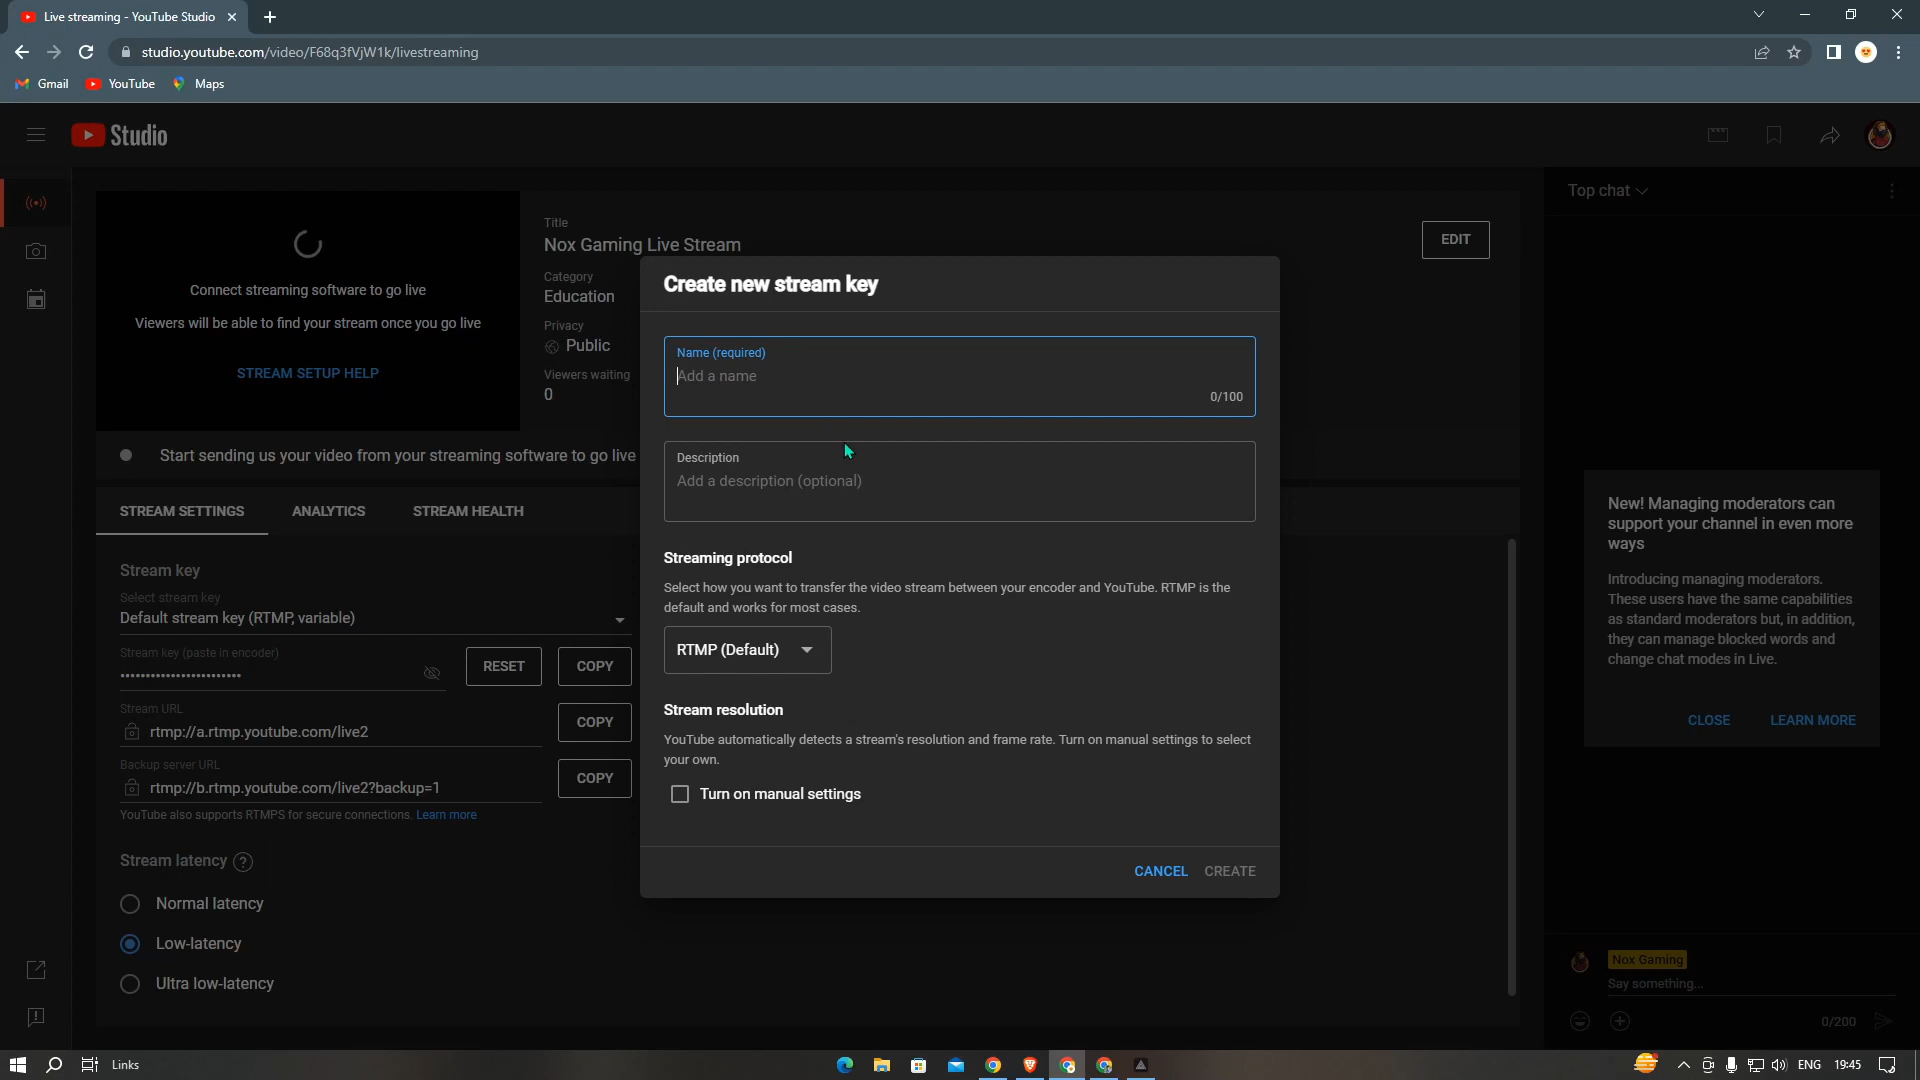 Live streaming - YouTube Studio
studio.youtube.com/video/F68q3fVjW1k/livestreaming
Gmail
YouTube
Maps
Studio
Connect streaming software to go live
Viewers will be able to find your stream once you go live
STREAM SETUP HELP
Title
Nox Gaming Live Stream
Category
Education
Privacy
Public
Viewers waiting
0
EDIT
Start sending us your video from your streaming software to go live
STREAM SETTINGS
ANALYTICS
STREAM HEALTH
Stream key
Select stream key
Default stream key (RTMP, variable)
Stream key (paste in encoder)
RESET
COPY
Stream URL
rtmp://a.rtmp.youtube.com/live2
COPY
Backup server URL
rtmp://b.rtmp.youtube.com/live2?backup=1
COPY
YouTube also supports RTMPS for secure connections. Learn more
Stream latency
Normal latency
Low-latency
Ultra low-latency
Create new stream key
Name (required)
Add a name
0/100
Description
Add a description (optional)
Streaming protocol
Select how you want to transfer the video stream between your encoder and YouTube. RTMP is the
default and works for most cases.
RTMP (Default)
Stream resolution
YouTube automatically detects a stream's resolution and frame rate. Turn on manual settings to select
your own.
Turn on manual settings
CANCEL
CREATE
Top chat
New! Managing moderators can
support your channel in even more
ways
Introducing managing moderators.
These users have the same capabilities
as standard moderators but, in addition,
they can manage blocked words and
change chat modes in Live.
CLOSE
LEARN MORE
Nox Gaming
Say something...
0/200
Links
ENG
19:45